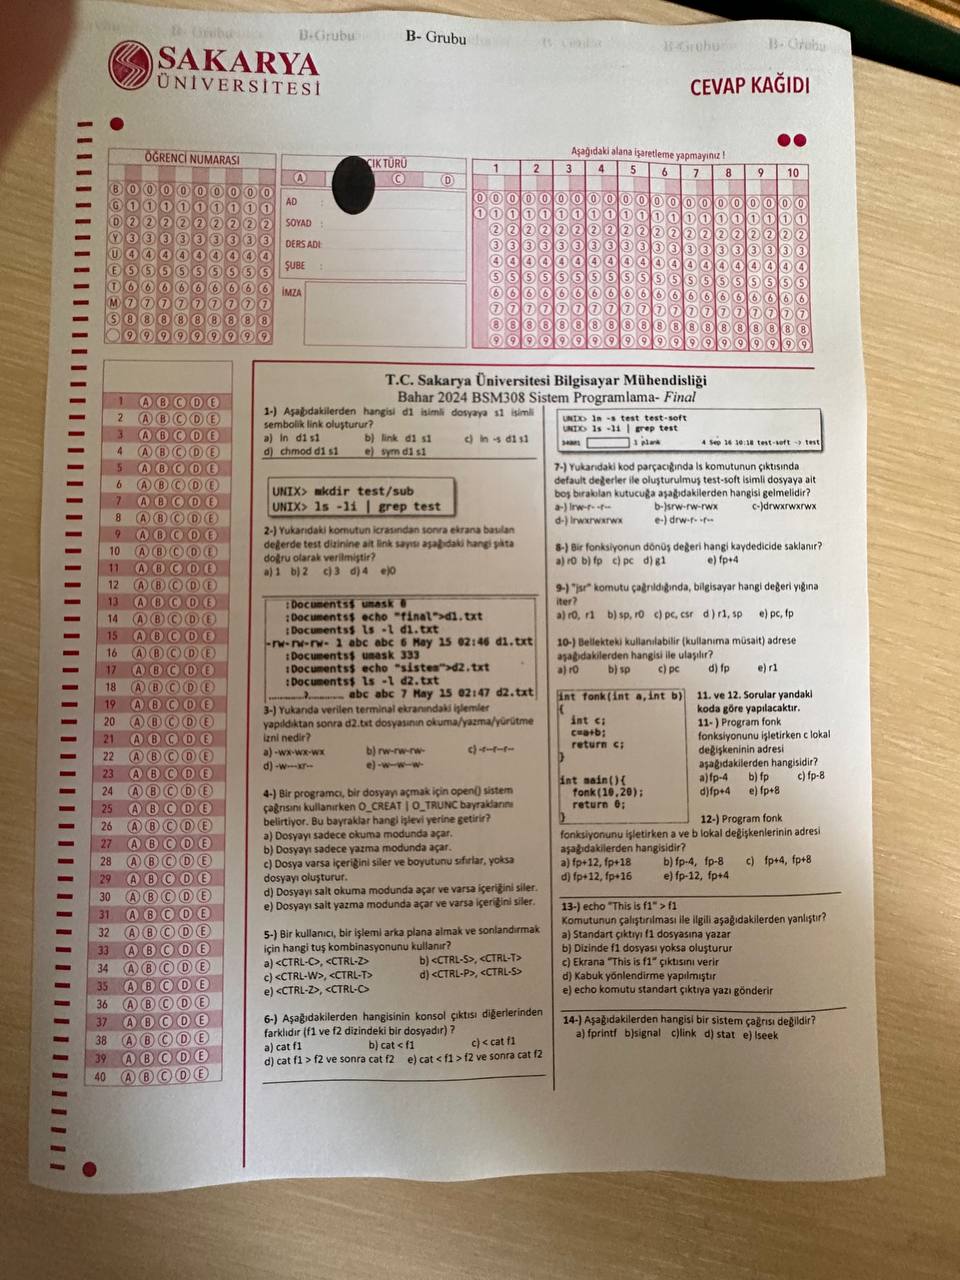 B- Grubu
B-Grubu
SAKARYA
ÜNİVERSİTESİ
CEVAP KAĞIDI
ÖĞRENCİ NUMARASI
AD :
SOYAD :
DERS ADI:
ŞUBE :
İMZA
Aşağıdaki alana işaretleme yapmayınız !
1 2 3 4 5 6 7 8 9 10
T.C. Sakarya Üniversitesi Bilgisayar Mühendisliği
Bahar 2024 BSM308 Sistem Programlama- Final
1-) Aşağıdakilerden hangisi d1 isimli dosyaya s1 isimli
sembolik link oluşturur?
a) ln d1 s1 b) link d1 s1 c) ln -s d1 s1
d) chmod d1 s1 e) sym d1 s1
UNIX> mkdir test/sub
UNIX> ls -li | grep test
2-) Yukarıdaki komutun icrasından sonra ekrana basılan
değerde test dizinine ait link sayısı aşağıdaki hangi şıkta
doğru olarak verilmiştir?
a) 1 b) 2 c) 3 d) 4 e)0
:Documents$ umask 0
:Documents$ echo "final">d1.txt
:Documents$ ls -l d1.txt
-rw-rw-rw- 1 abc abc 6 May 15 02:46 d1.txt
:Documents$ umask 333
:Documents$ echo "sistem">d2.txt
:Documents$ ls -l d2.txt
..........?.......... abc abc 7 May 15 02:47 d2.txt
3-) Yukarıda verilen terminal ekranındaki işlemler
yapıldıktan sonra d2.txt dosyasının okuma/yazma/yürütme
izni nedir?
a) -wx-wx-wx b) rw-rw-rw- c) -r--r--r--
d) -w---xr-- e) -w--w--w-
4-) Bir programcı, bir dosyayı açmak için open() sistem
çağrısını kullanırken O_CREAT | O_TRUNC bayraklarını
belirtiyor. Bu bayraklar hangi işlevi yerine getirir?
a) Dosyayı sadece okuma modunda açar.
b) Dosyayı sadece yazma modunda açar.
c) Dosya varsa içeriğini siler ve boyutunu sıfırlar, yoksa
dosyayı oluşturur.
d) Dosyayı salt okuma modunda açar ve varsa içeriğini siler.
e) Dosyayı salt yazma modunda açar ve varsa içeriğini siler.
5-) Bir kullanıcı, bir işlemi arka plana almak ve sonlandırmak
için hangi tuş kombinasyonunu kullanır?
a) <CTRL-C>, <CTRL-Z> b) <CTRL-S>, <CTRL-T>
c) <CTRL-W>, <CTRL-T> d) <CTRL-P>, <CTRL-S>
e) <CTRL-Z>, <CTRL-C>
6-) Aşağıdakilerden hangisinin konsol çıktısı diğerlerinden
farklıdır (f1 ve f2 dizindeki bir dosyadır) ?
a) cat f1 b) cat < f1 c) < cat f1
d) cat f1 > f2 ve sonra cat f2 e) cat < f1 > f2 ve sonra cat f2
UNIX> ln -s test test-soft
UNIX> ls -li | grep test
1 plank 4 Sep 16 10:18 test-soft -> test
7-) Yukarıdaki kod parçacığında ls komutunun çıktısında
default değerler ile oluşturulmuş test-soft isimli dosyaya ait
boş bırakılan kutucuğa aşağıdakilerden hangisi gelmelidir?
a-) lrw-r- -r-- b-)srw-rw-rwx c-)drwxrwxrwx
d-) lrwxrwxrwx e-) drw-r- -r--
8-) Bir fonksiyonun dönüş değeri hangi kaydedicide saklanır?
a) r0 b) fp c) pc d) g1 e) fp+4
9-) "jsr" komutu çağrıldığında, bilgisayar hangi değeri yığına
iter?
a) r0, r1 b) sp, r0 c) pc, csr d ) r1, sp e) pc, fp
10-) Bellekteki kullanılabilir (kullanıma müsait) adrese
aşağıdakilerden hangisi ile ulaşılır?
a) r0 b) sp c) pc d) fp e) r1
int fonk(int a,int b)
{
int c;
c=a+b;
return c;
}
int main(){
fonk(10,20);
return 0;
}
11. ve 12. Sorular yandaki
koda göre yapılacaktır.
11- ) Program fonk
fonksiyonunu işletirken c lokal
değişkeninin adresi
aşağıdakilerden hangisidir?
a)fp-4 b) fp c) fp-8
d)fp+4 e) fp+8
12-) Program fonk
fonksiyonunu işletirken a ve b lokal değişkenlerinin adresi
aşağıdakilerden hangisidir?
a) fp+12, fp+18 b) fp-4, fp-8 c) fp+4, fp+8
d) fp+12, fp+16 e) fp-12, fp+4
13-) echo "This is f1" > f1
Komutunun çalıştırılması ile ilgili aşağıdakilerden yanlıştır?
a) Standart çıktıyı f1 dosyasına yazar
b) Dizinde f1 dosyası yoksa oluşturur
c) Ekrana "This is f1" çıktısını verir
d) Kabuk yönlendirme yapılmıştır
e) echo komutu standart çıktıya yazı gönderir
14-) Aşağıdakilerden hangisi bir sistem çağrısı değildir?
a) fprintf b)signal c)link d) stat e) lseek